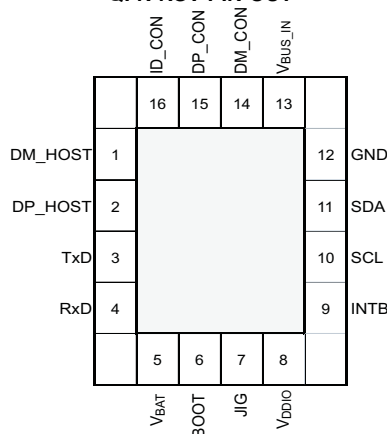 ID_CON
DP_CON
DM_CON
VBUS_IN
16 15 14 13
DM_HOST 1 12 GND
DP_HOST 2 11 SDA
TxD 3 10 SCL
RxD 4 9 INTB
5 6 7 8
VBAT
BOOT
JIG
VDDIO